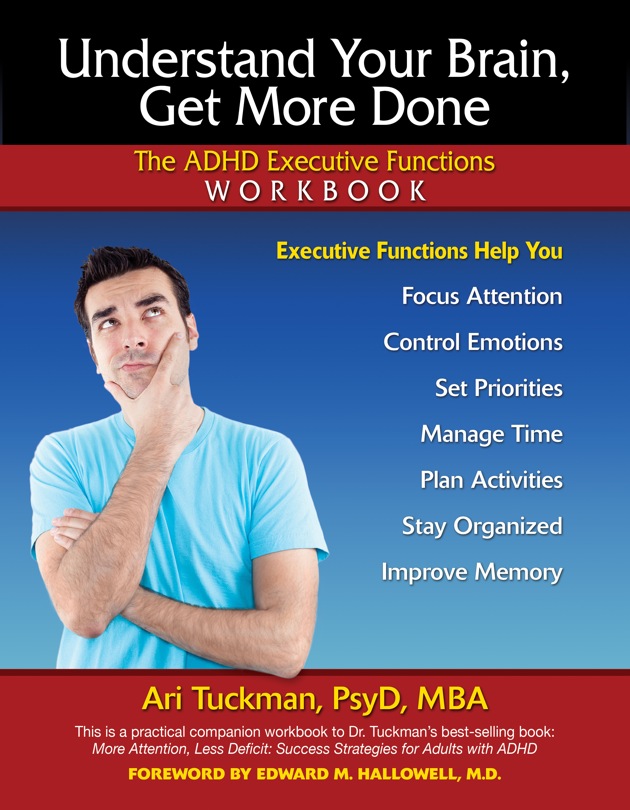 Understand Your Brain,
Get More Done
The ADHD Executive Functions
WORKBOOK
Executive Functions Help You
Focus Attention
Control Emotions
Set Priorities
Manage Time
Plan Activities
Stay Organized
Improve Memory
Ari Tuckman, PsyD, MBA
This is a practical companion workbook to Dr. Tuckman's best-selling book:
More Attention, Less Deficit: Success Strategies for Adults with ADHD
FOREWORD BY EDWARD M. HALLOWELL, M.D.